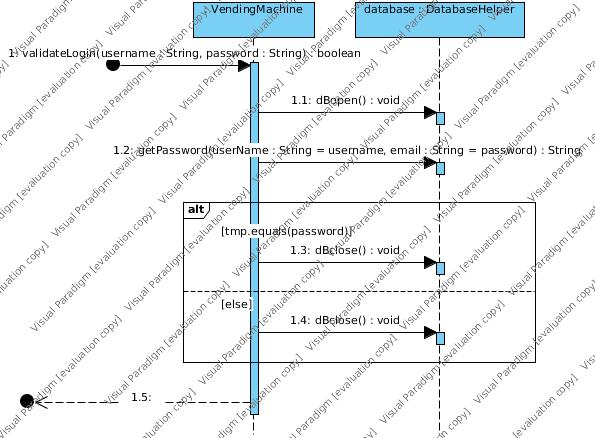 VendingMachine
database : DatabaseHelper
1: validateLogin(username : String, password : String) : boolean
1.1: dBopen() : void
1.2: getPassword(userName : String = username, email : String = password) : String
alt
[tmp.equals(password)]
1.3: dBclose() : void
[else]
1.4: dBclose() : void
1.5:
Visual Paradigm [evaluation copy]